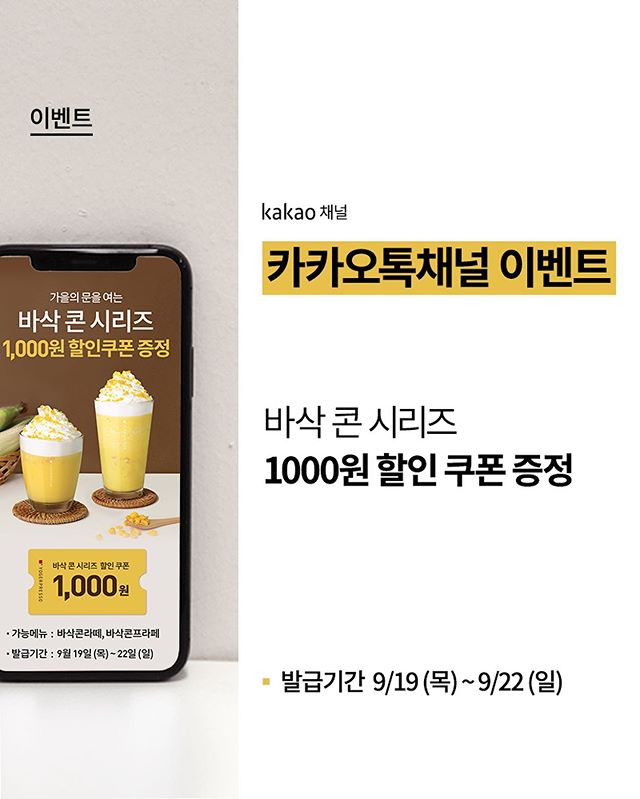 이벤트
가을의 문을 여는
바삭 콘 시리즈
1,000원 할인쿠폰 증정
YOGERPRESSO
바삭 콘 시리즈 할인 쿠폰
1,000원
· 가능메뉴 : 바삭콘라떼, 바삭콘프라페
· 발급기간 : 9월 19일 (목) ~ 22일 (일)
kakao 채널
카카오톡채널 이벤트
바삭 콘 시리즈
1000원 할인 쿠폰 증정
발급기간 9/19 (목) ~ 9/22 (일)